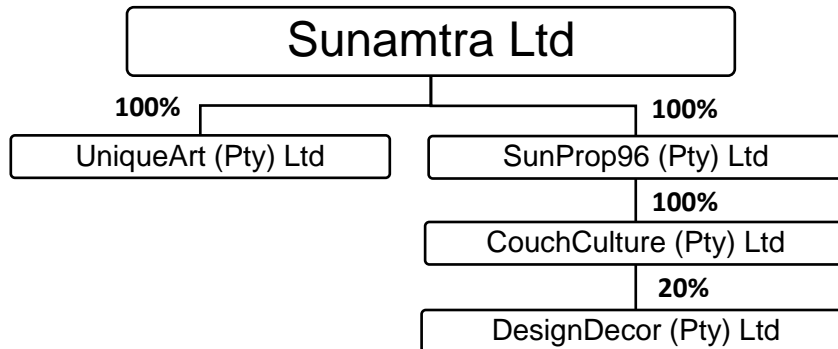 Sunamtra Ltd
100% 100%
UniqueArt (Pty) Ltd SunProp96 (Pty) Ltd
100%
CouchCulture (Pty) Ltd
20%
DesignDecor (Pty) Ltd